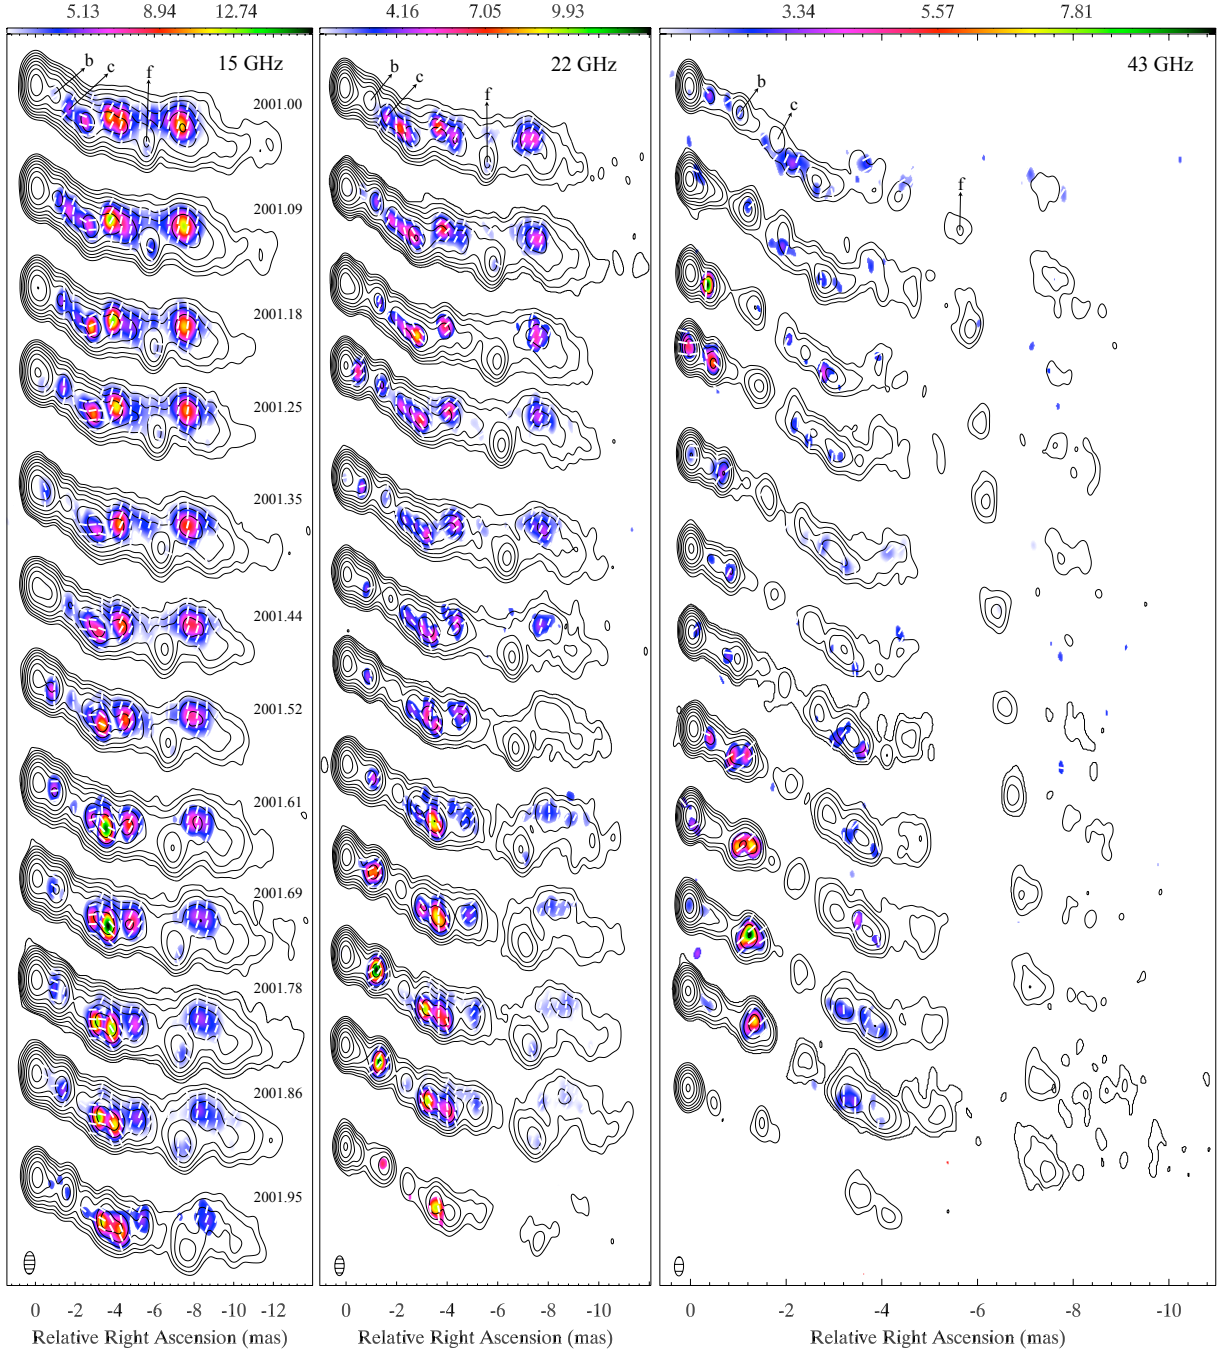 5.13 8.94 12.74 4.16 7.05 9.93 3.34 5.57 7.81
15 GHz 22 GHz 43 GHz
b c f b c f b c f
2001.00
2001.09
2001.18
2001.25
2001.35
2001.44
2001.52
2001.61
2001.69
2001.78
2001.86
2001.95
0 -2 -4 -6 -8 -10 -12 0 -2 -4 -6 -8 -10 0 -2 -4 -6 -8 -10
Relative Right Ascension (mas) Relative Right Ascension (mas) Relative Right Ascension (mas)